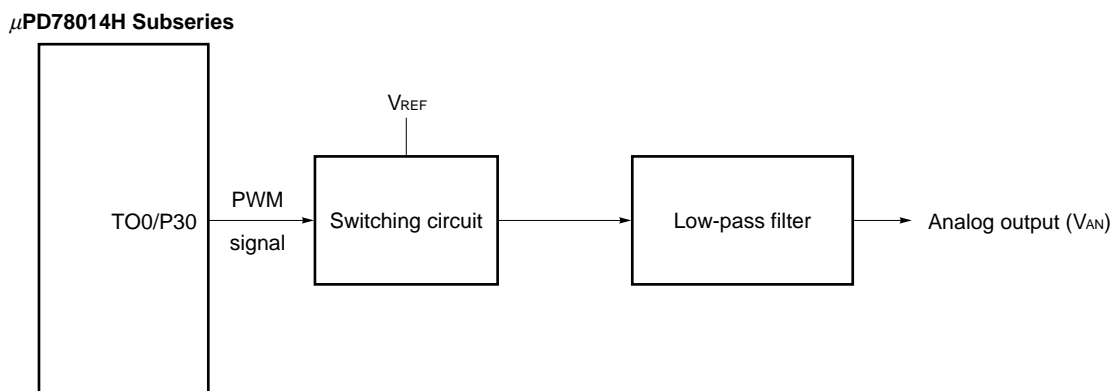 μPD78014H Subseries
VREF
TO0/P30
PWM
signal
Switching circuit
Low-pass filter
Analog output (VAN)